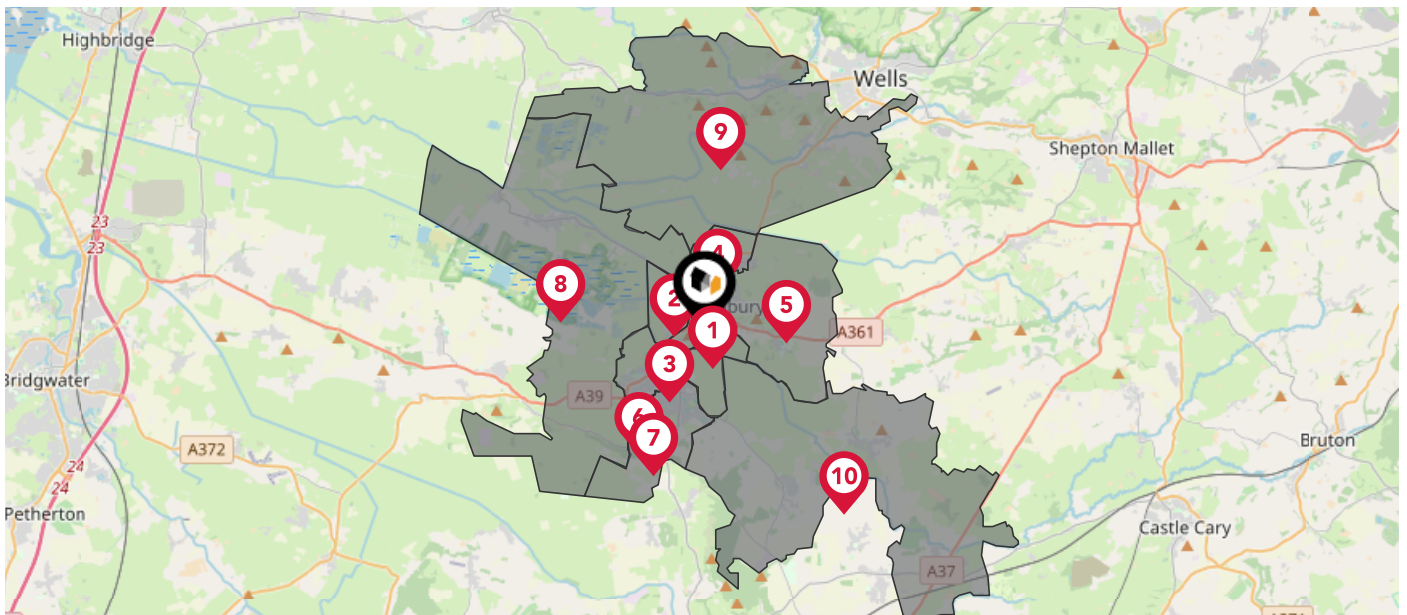 Highbridge
Wells
9
Shepton Mallet
23
23
4
8
2
bury
5
1
A361
3
Bridgwater
A39
6
7
A372
Bruton
24
24
10
Petherton
Castle Cary
A37